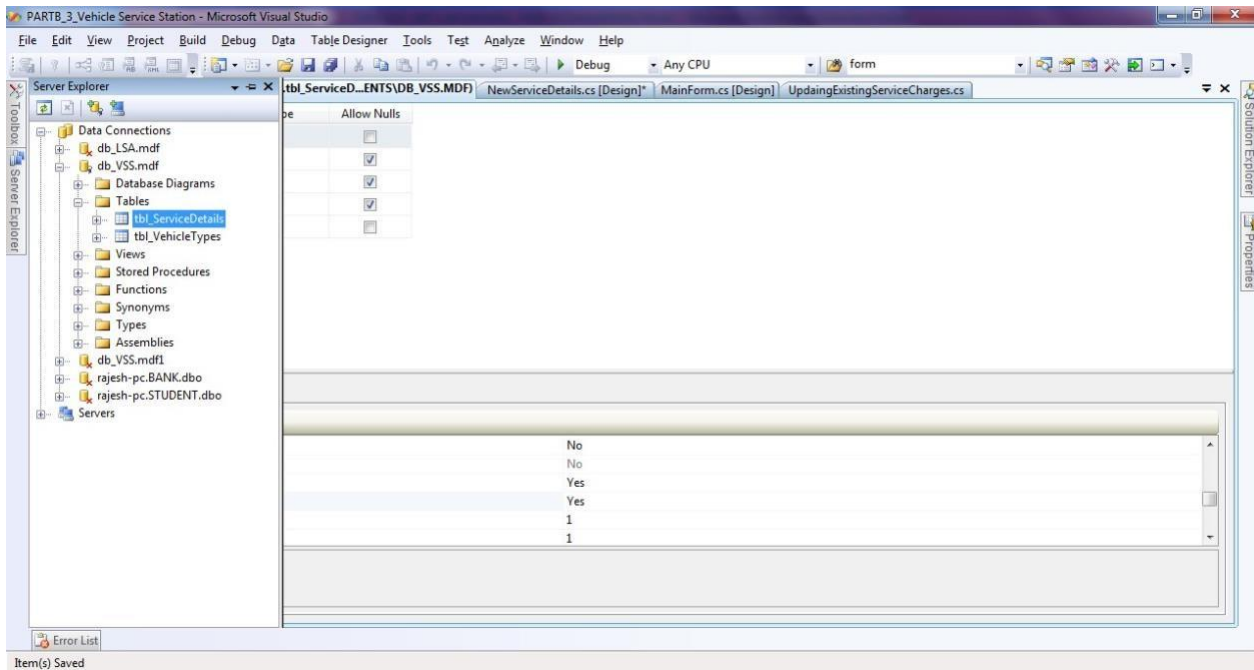 PARTB_3_Vehicle Service Station - Microsoft Visual Studio
File Edit View Project Build Debug Data Table Designer Tools Test Analyze Window Help
Debug Any CPU form
Server Explorer
.tbl_ServiceD...ENTS\DB_VSS.MDF) NewServiceDetails.cs [Design]* MainForm.cs [Design] UpdaingExistingServiceCharges.cs
pe Allow Nulls
Toolbox
Server Explorer
Data Connections
db_LSA.mdf
db_VSS.mdf
Database Diagrams
Tables
tbl_ServiceDetails
tbl_VehicleTypes
Views
Stored Procedures
Functions
Synonyms
Types
Assemblies
db_VSS.mdf1
rajesh-pc.BANK.dbo
rajesh-pc.STUDENT.dbo
Servers
No
No
Yes
Yes
1
1
Solution Explorer
Properties
Error List
Item(s) Saved